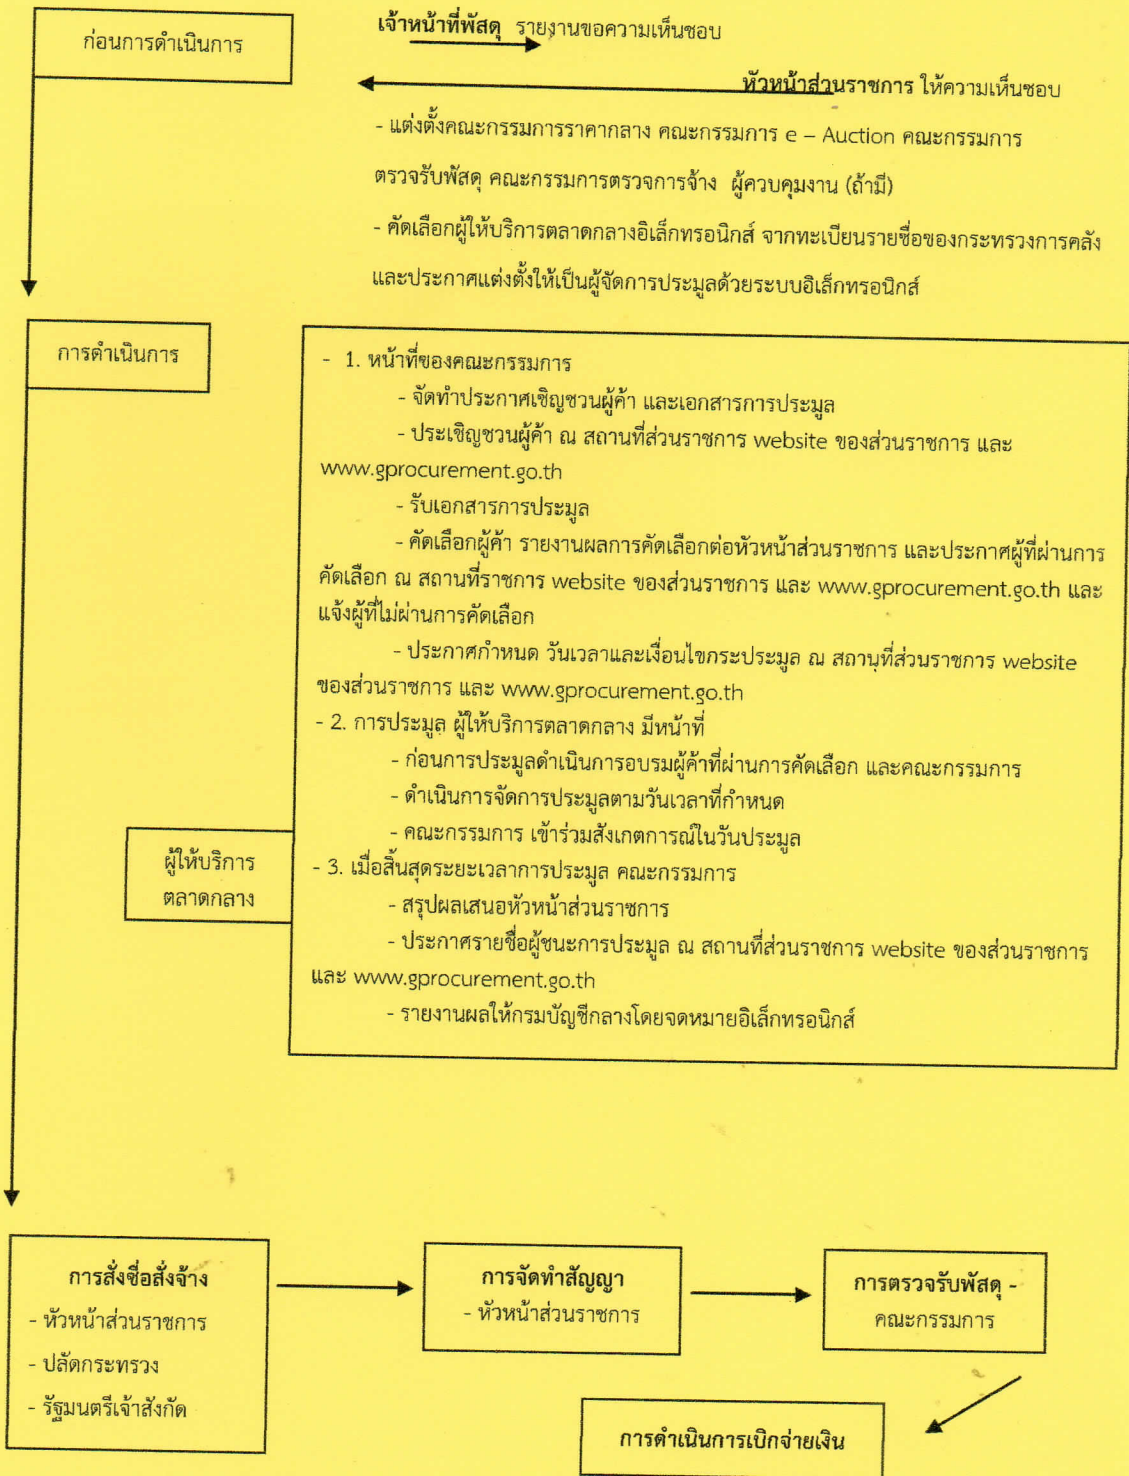 ก่อนการดำเนินการ
เจ้าหน้าที่พัสดุ รายงานขอความเห็นชอบ
หัวหน้าส่วนราชการ ให้ความเห็นชอบ
- แต่งตั้งคณะกรรมการราคากลาง คณะกรรมการ e – Auction คณะกรรมการ
ตรวจรับพัสดุ คณะกรรมการตรวจการจ้าง ผู้ควบคุมงาน (ถ้ามี)
- คัดเลือกผู้ให้บริการตลาดกลางอิเล็กทรอนิกส์ จากทะเบียนรายชื่อของกระทรวงการคลัง
และประกาศแต่งตั้งให้เป็นผู้จัดการประมูลด้วยระบบอิเล็กทรอนิกส์
การดำเนินการ
- 1. หน้าที่ของคณะกรรมการ
- จัดทำประกาศเชิญชวนผู้ค้า และเอกสารการประมูล
- ประเชิญชวนผู้ค้า ณ สถานที่ส่วนราชการ website ของส่วนราชการ และ
www.gprocurement.go.th
- รับเอกสารการประมูล
- คัดเลือกผู้ค้า รายงานผลการคัดเลือกต่อหัวหน้าส่วนราชการ และประกาศผู้ที่ผ่านการ
คัดเลือก ณ สถานที่ราชการ website ของส่วนราชการ และ www.gprocurement.go.th และ
แจ้งผู้ที่ไม่ผ่านการคัดเลือก
- ประกาศกำหนด วันเวลาและเงื่อนไขกระประมูล ณ สถานที่ส่วนราชการ website
ของส่วนราชการ และ www.gprocurement.go.th
- 2. การประมูล ผู้ให้บริการตลาดกลาง มีหน้าที่
- ก่อนการประมูลดำเนินการอบรมผู้ค้าที่ผ่านการคัดเลือก และคณะกรรมการ
- ดำเนินการจัดการประมูลตามวันเวลาที่กำหนด
- คณะกรรมการ เข้าร่วมสังเกตการณ์ในวันประมูล
- 3. เมื่อสิ้นสุดระยะเวลาการประมูล คณะกรรมการ
- สรุปผลเสนอหัวหน้าส่วนราชการ
- ประกาศรายชื่อผู้ชนะการประมูล ณ สถานที่ส่วนราชการ website ของส่วนราชการ
และ www.gprocurement.go.th
- รายงานผลให้กรมบัญชีกลางโดยจดหมายอิเล็กทรอนิกส์
ผู้ให้บริการ
ตลาดกลาง
การสั่งซื่อสั่งจ้าง
- หัวหน้าส่วนราชการ
- ปลัดกระทรวง
- รัฐมนตรีเจ้าสังกัด
การจัดทำสัญญา
- หัวหน้าส่วนราชการ
การตรวจรับพัสดุ -
คณะกรรมการ
การดำเนินการเบิกจ่ายเงิน